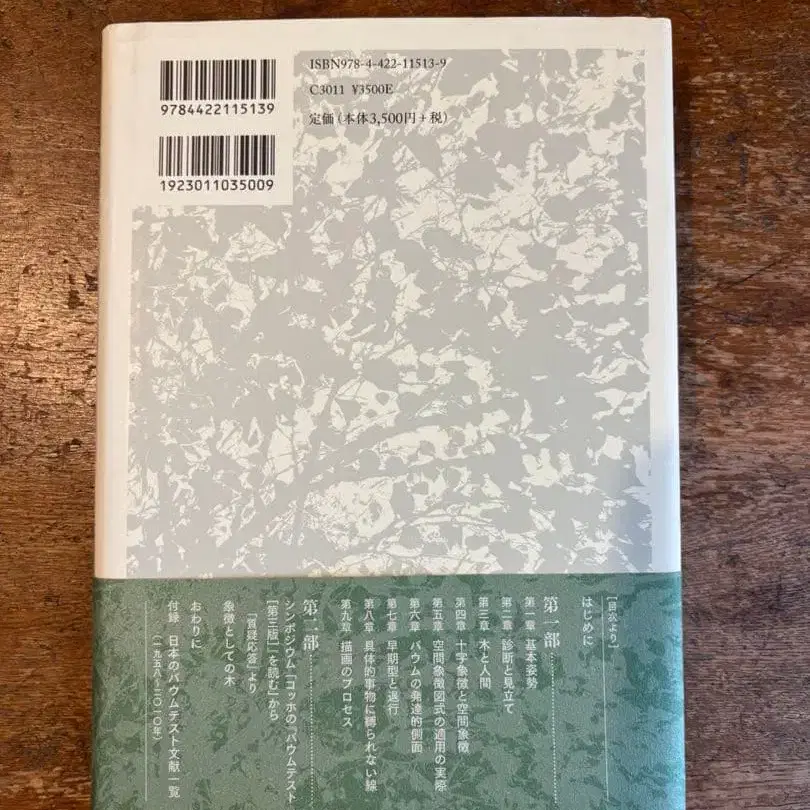 ISBN978-4-422-11513-9
C3011 ¥3500E
定価(本体3,500円+税)
9784422115139
1923011035009
[目次より]
はじめに
第一部
第一章 基本姿勢
第二章 診断と見立て
第三章 木と人間
第四章 十字象徴と空間象徴
第五章 空間象徴図式の適用の実際
第六章 バウムの発達的側面
第七章 早期型と退行
第八章 具体的事物に縛られない線
第九章 描画のプロセス
第二部
シンポジウム「コッホの『バウムテスト
[第三版]』を読む」から
「質疑応答」より
象徴としての木
おわりに
付録 日本のバウムテスト文献一覧
(一九五八−二〇一〇年)